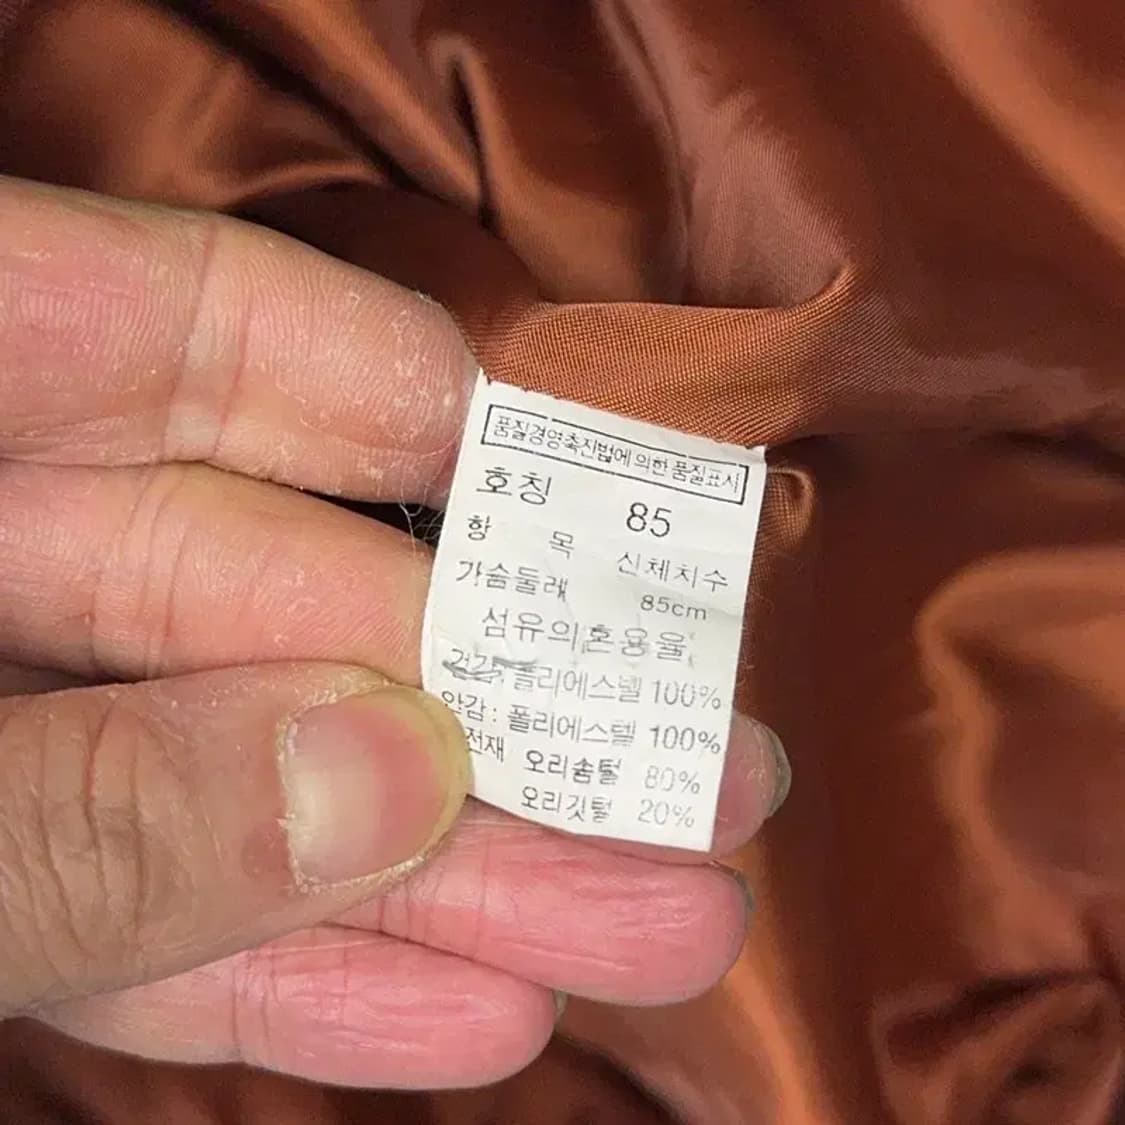 품질경영촉진법에 의한 품질표시
호칭 85
항 목 신체치수
가슴둘레 85cm
섬유의혼용율
겉감: 폴리에스텔 100%
안감: 폴리에스텔 100%
전재 오리솜털 80%
오리깃털 20%